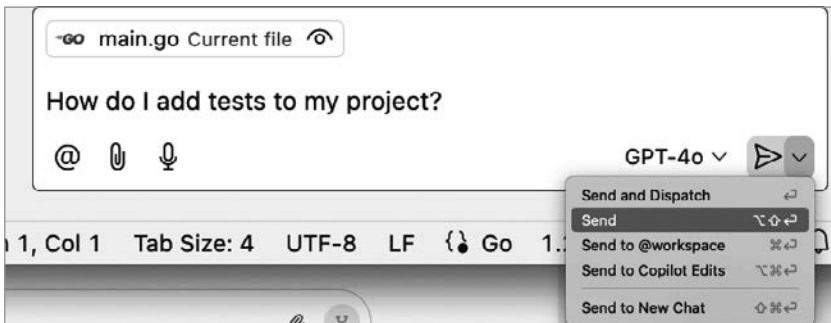 GO main.go Current file
How do I add tests to my project?
@ GPT-4o
Send and Dispatch ⏎
Send ⌥⇧⏎
1, Col 1 Tab Size: 4 UTF-8 LF Go 1.
Send to @workspace ⌘⏎
Send to Copilot Edits ⌥⌘⏎
Send to New Chat ⇧⌘⏎